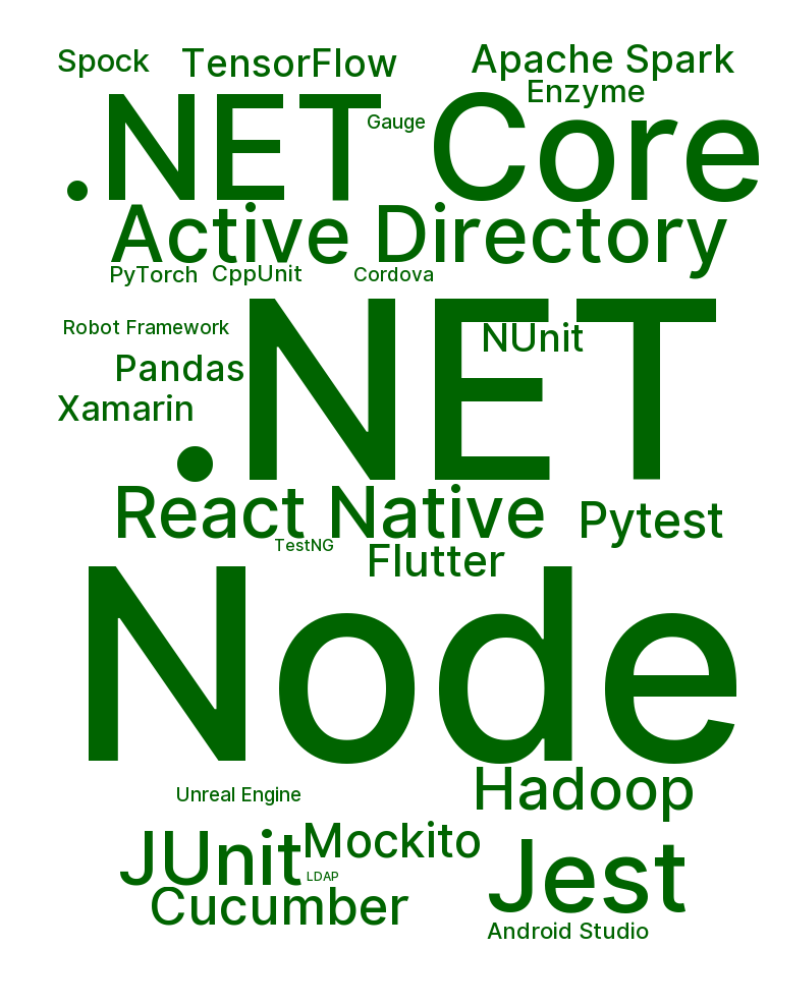 Spock
TensorFlow
Apache Spark
Enzyme
Gauge
.NET Core
Active Directory
PyTorch
CppUnit
Cordova
Robot Framework
NUnit
Pandas
Xamarin
.NET
React Native
Pytest
TestNG
Flutter
Node
Hadoop
Unreal Engine
JUnit
Mockito
LDAP
Jest
Cucumber
Android Studio